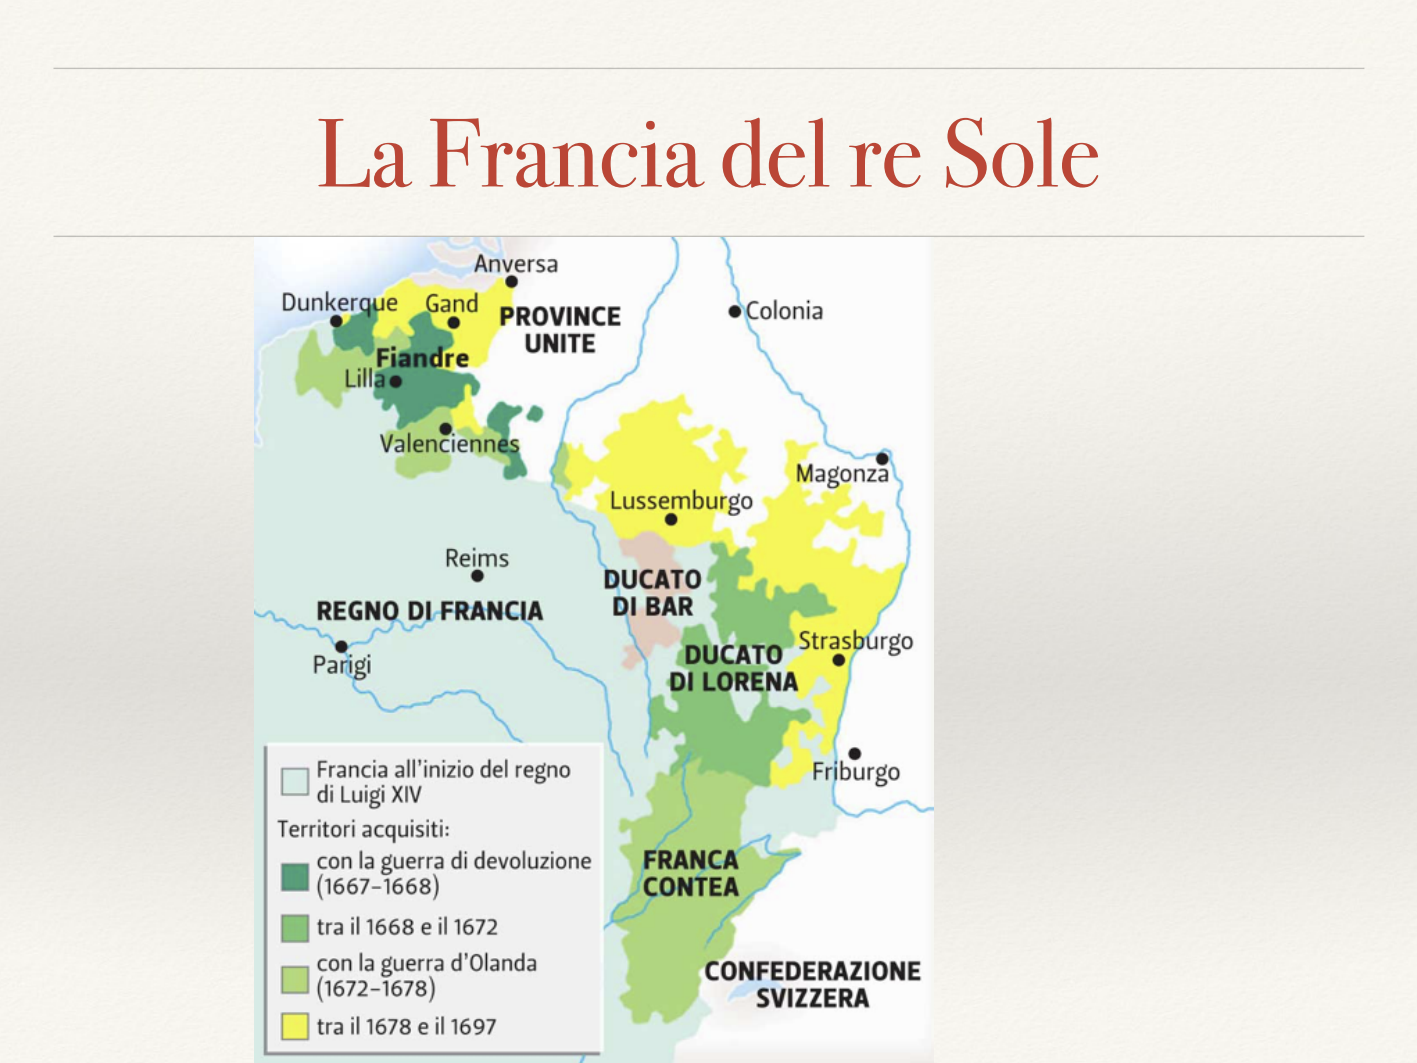 La Francia del re Sole
Anversa
Dunkerque
Gand
PROVINCE
UNITE
Colonia
Fiandre
Lilla
Valenciennes
Magonza
Lussemburgo
Reims
DUCATO
DI BAR
REGNO DI FRANCIA
Parigi
Strasburgo
DUCATO
DI LORENA
Friburgo
FRANCA
CONTEA
CONFEDERAZIONE
SVIZZERA
Francia all'inizio del regno
di Luigi XIV
Territori acquisiti:
con la guerra di devoluzione
(1667–1668)
tra il 1668 e il 1672
con la guerra d'Olanda
(1672–1678)
tra il 1678 e il 1697